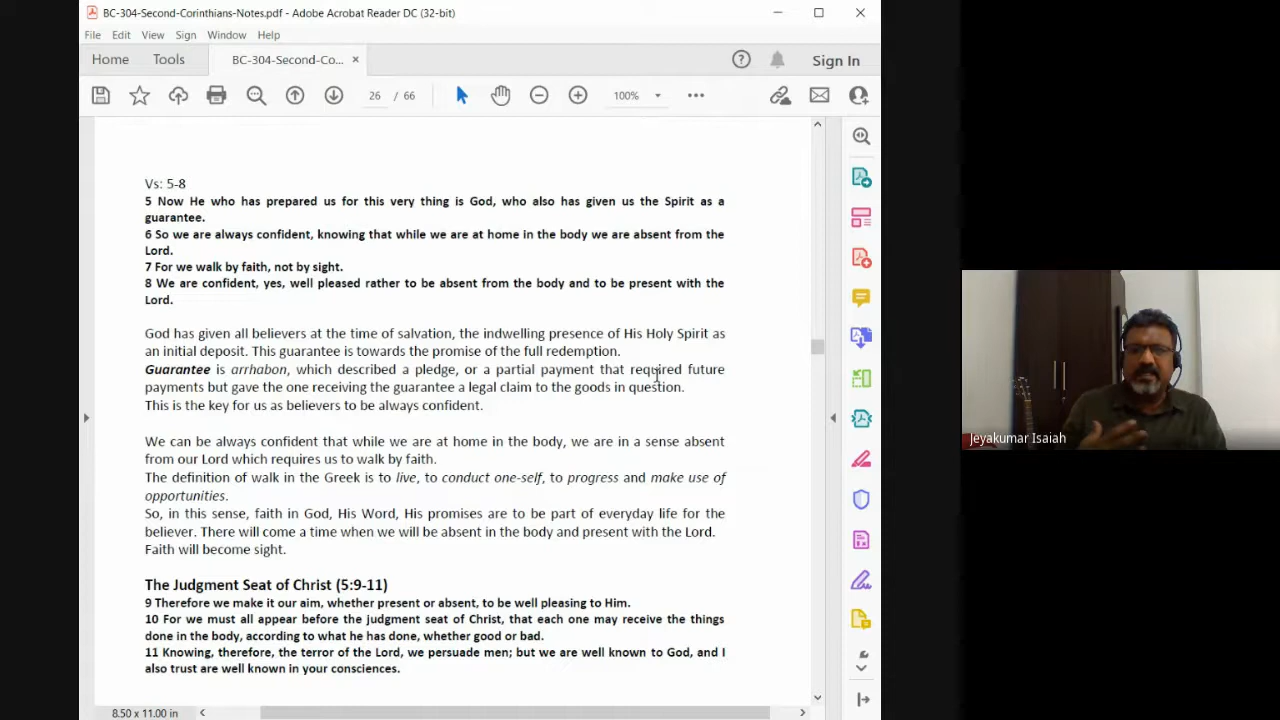 BC-304-Second-Corinthians-Notes.pdf - Adobe Acrobat Reader DC (32-bit)
File Edit View Sign Window Help
Home Tools BC-304-Second-Co... × Sign In
26 / 66 100%
Vs: 5-8
5 Now He who has prepared us for this very thing is God, who also has given us the Spirit as a
guarantee.
6 So we are always confident, knowing that while we are at home in the body we are absent from the
Lord.
7 For we walk by faith, not by sight.
8 We are confident, yes, well pleased rather to be absent from the body and to be present with the
Lord.
God has given all believers at the time of salvation, the indwelling presence of His Holy Spirit as
an initial deposit. This guarantee is towards the promise of the full redemption.
Guarantee is arrhabon, which described a pledge, or a partial payment that required future
payments but gave the one receiving the guarantee a legal claim to the goods in question.
This is the key for us as believers to be always confident.
We can be always confident that while we are at home in the body, we are in a sense absent
from our Lord which requires us to walk by faith.
The definition of walk in the Greek is to live, to conduct one-self, to progress and make use of
opportunities.
So, in this sense, faith in God, His Word, His promises are to be part of everyday life for the
believer. There will come a time when we will be absent in the body and present with the Lord.
Faith will become sight.
The Judgment Seat of Christ (5:9-11)
9 Therefore we make it our aim, whether present or absent, to be well pleasing to Him.
10 For we must all appear before the judgment seat of Christ, that each one may receive the things
done in the body, according to what he has done, whether good or bad.
11 Knowing, therefore, the terror of the Lord, we persuade men; but we are well known to God, and I
also trust are well known in your consciences.
8.50 x 11.00 in
Jeyakumar Isaiah